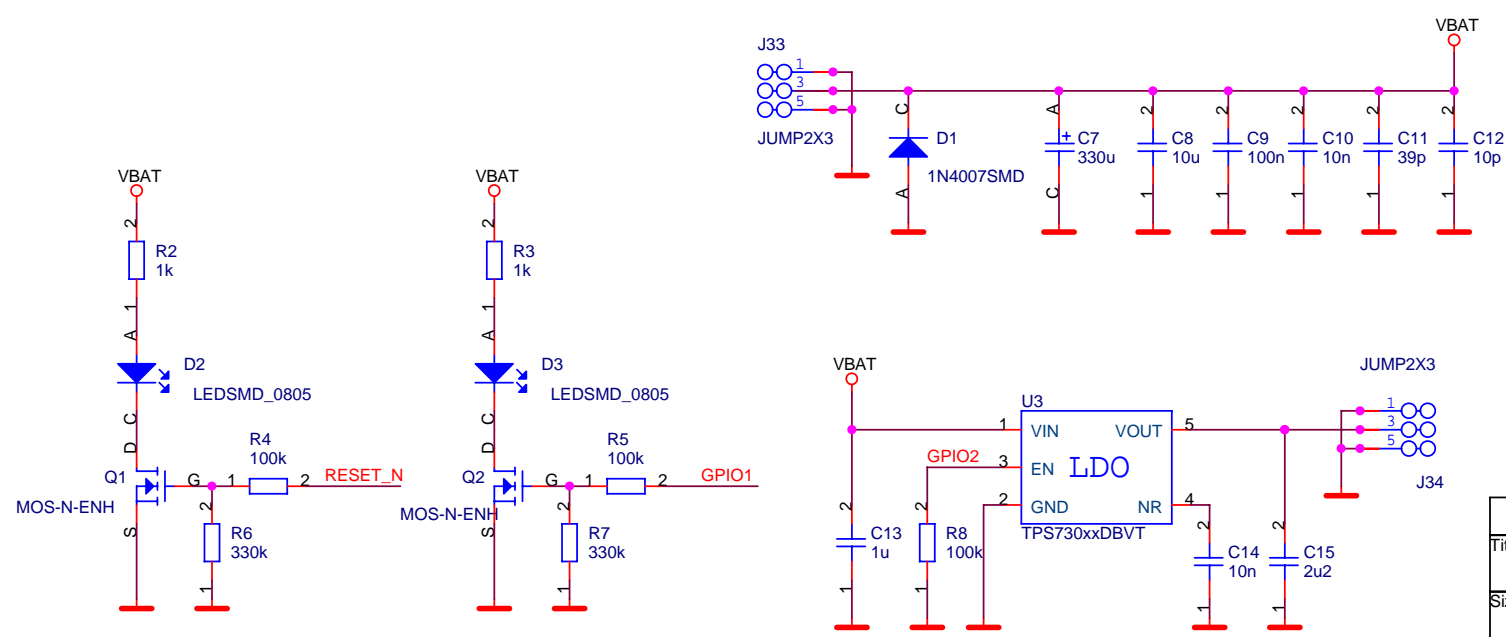 VBAT
J33
1
3
5
JUMP2X3
C
D1
1N4007SMD
A
A
+
C7
330u
C
2
C8
10u
1
2
C9
100n
1
2
C10
10n
1
2
C11
39p
1
2
C12
10p
1
VBAT
2
R2
1k
1
A
D2
LEDSMD_0805
C
D
Q1
G
MOS-N-ENH
S
1
R4
100k
2
RESET_N
2
R6
330k
1
VBAT
2
R3
1k
1
A
D3
LEDSMD_0805
C
D
Q2
G
MOS-N-ENH
S
1
R5
100k
2
GPIO1
2
R7
330k
1
VBAT
2
C13
1u
1
GPIO2
2
R8
100k
1
U3
1
VIN
VOUT
5
3
EN
LDO
2
GND
NR
4
TPS730xxDBVT
2
C14
10n
1
2
C15
2u2
1
JUMP2X3
1
3
5
J34